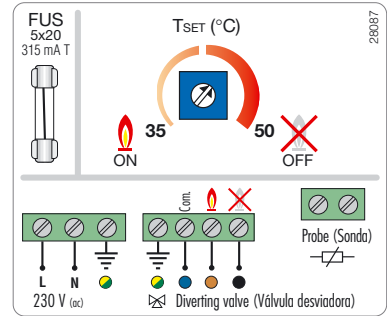 FUS
5x20
315 mA T
TSET (°C)
28087
35
50
ON
OFF
Com.
L
N
230 V (ac)
Diverting valve (Válvula desviadora)
Probe (Sonda)